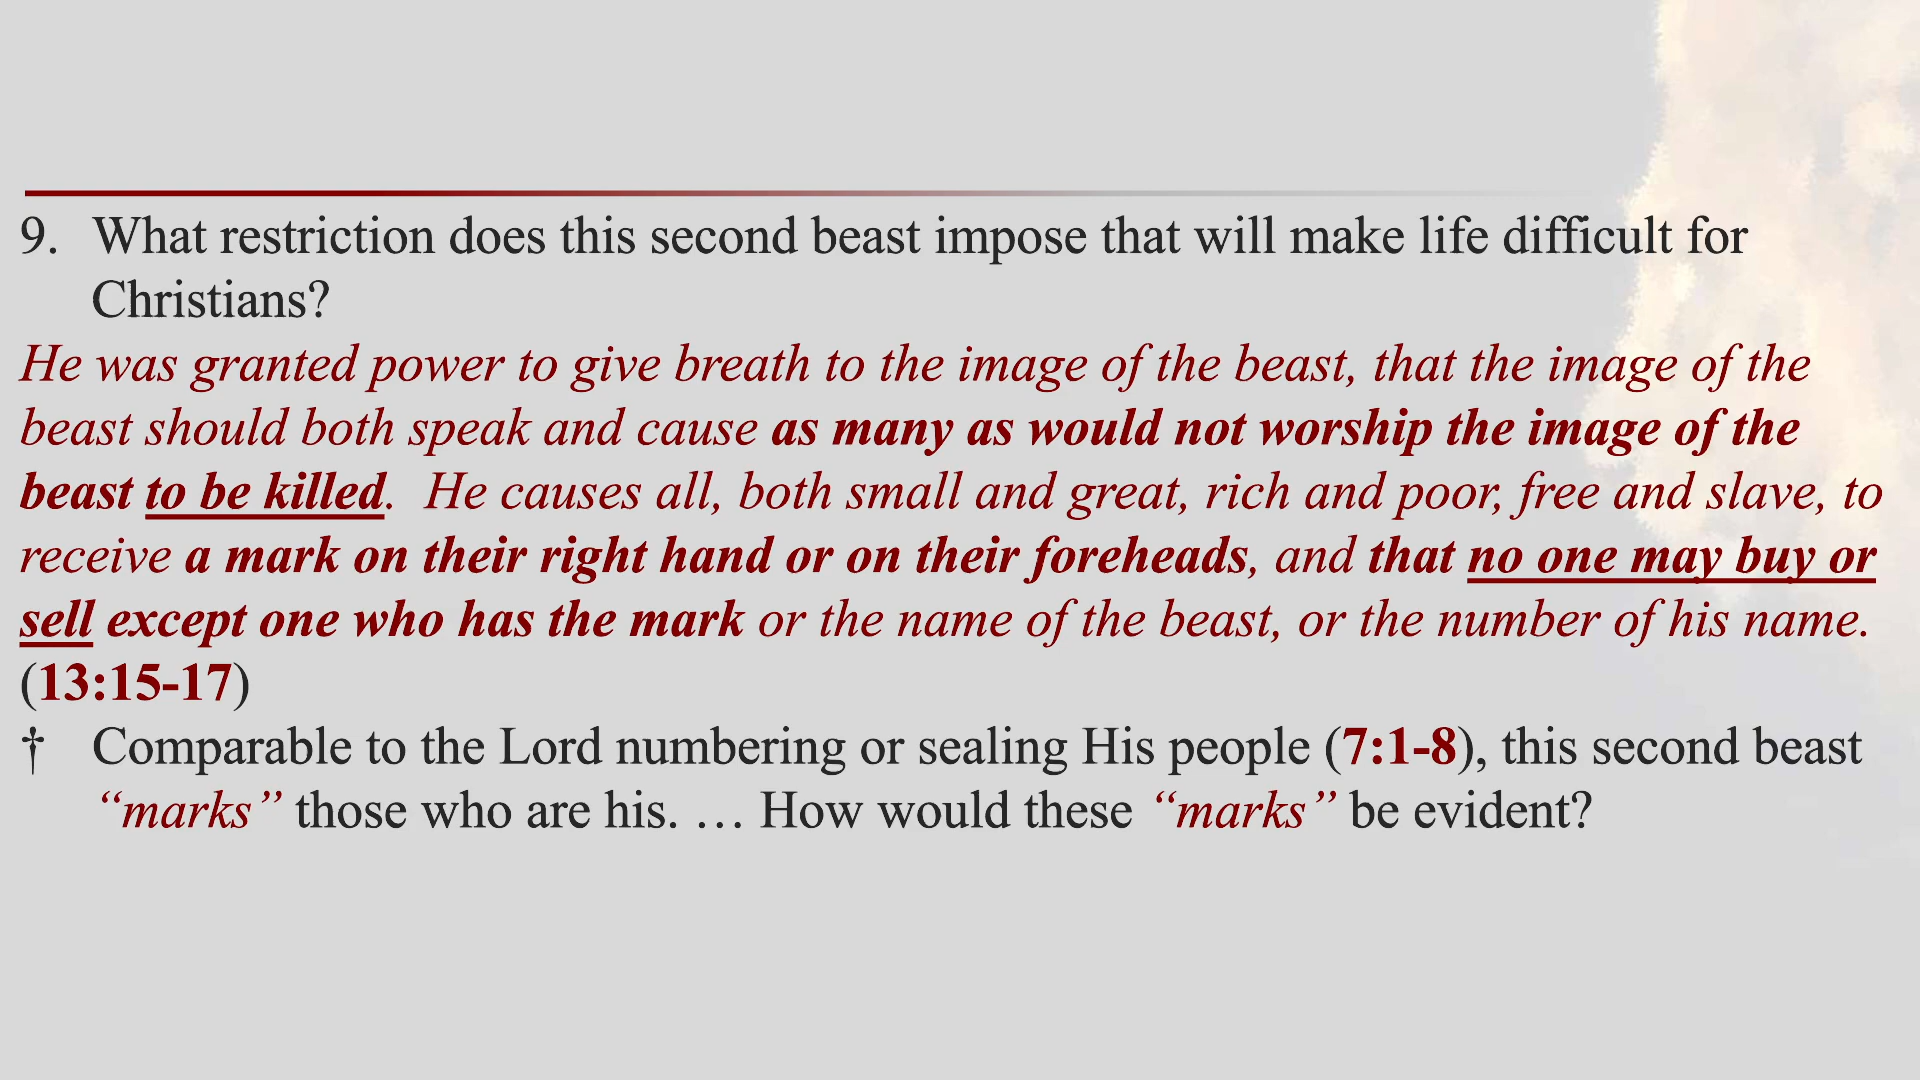 9. What restriction does this second beast impose that will make life difficult for
Christians?
He was granted power to give breath to the image of the beast, that the image of the
beast should both speak and cause as many as would not worship the image of the
beast to be killed.  He causes all, both small and great, rich and poor, free and slave, to
receive a mark on their right hand or on their foreheads, and that no one may buy or
sell except one who has the mark or the name of the beast, or the number of his name.
(13:15-17)
† Comparable to the Lord numbering or sealing His people (7:1-8), this second beast
“marks” those who are his. … How would these “marks” be evident?